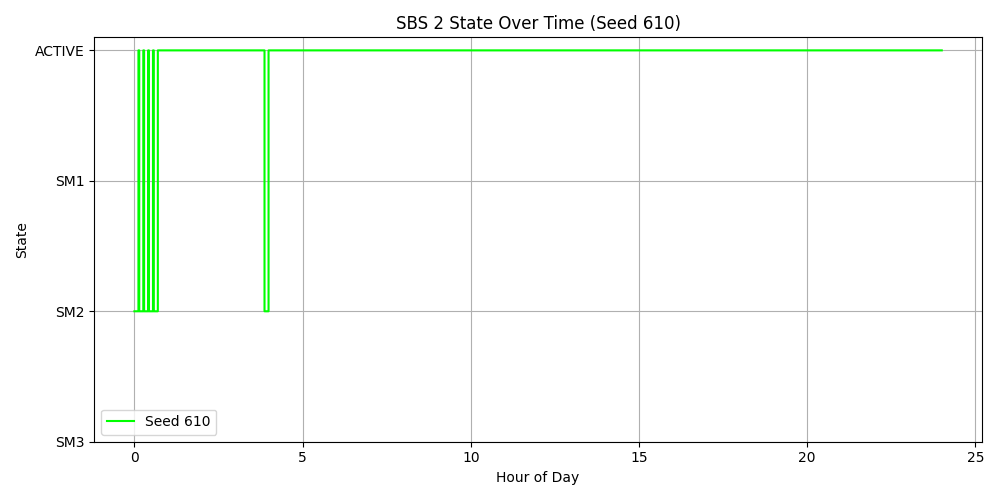 SBS 2 State Over Time (Seed 610)
ACTIVE
SM1
SM2
SM3
State
Seed 610
0 5 10 15 20 25
Hour of Day